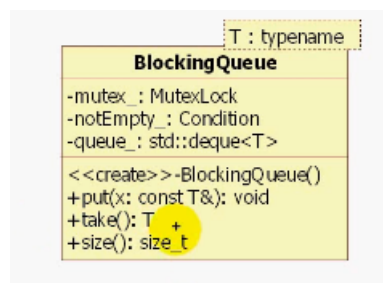 T : typename
BlockingQueue
-mutex_: MutexLock
-notEmpty_: Condition
-queue_: std::deque<T>
<<create>>-BlockingQueue()
+put(x: const T&): void
+take(): T
+size(): size_t